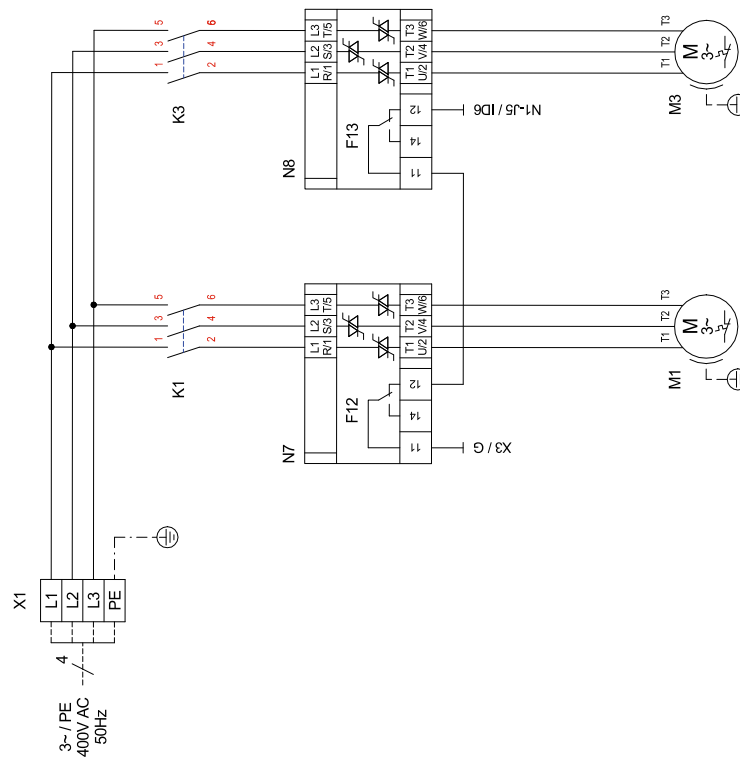 3~ / PE
400V AC
50Hz
4
X1
L1
L2
L3
PE
K1
1 3 5
2 4 6
N7
L1 L2 L3
R/1 S/3 T/5
F12
11 14 12
T1 T2 T3
U/2 V/4 W/6
X3 / G
T1 T2 T3
M1
M
3~
K3
1 3 5
2 4 6
N8
L1 L2 L3
R/1 S/3 T/5
F13
11 14 12
T1 T2 T3
U/2 V/4 W/6
N1-J5 / ID6
T1 T2 T3
M3
M
3~